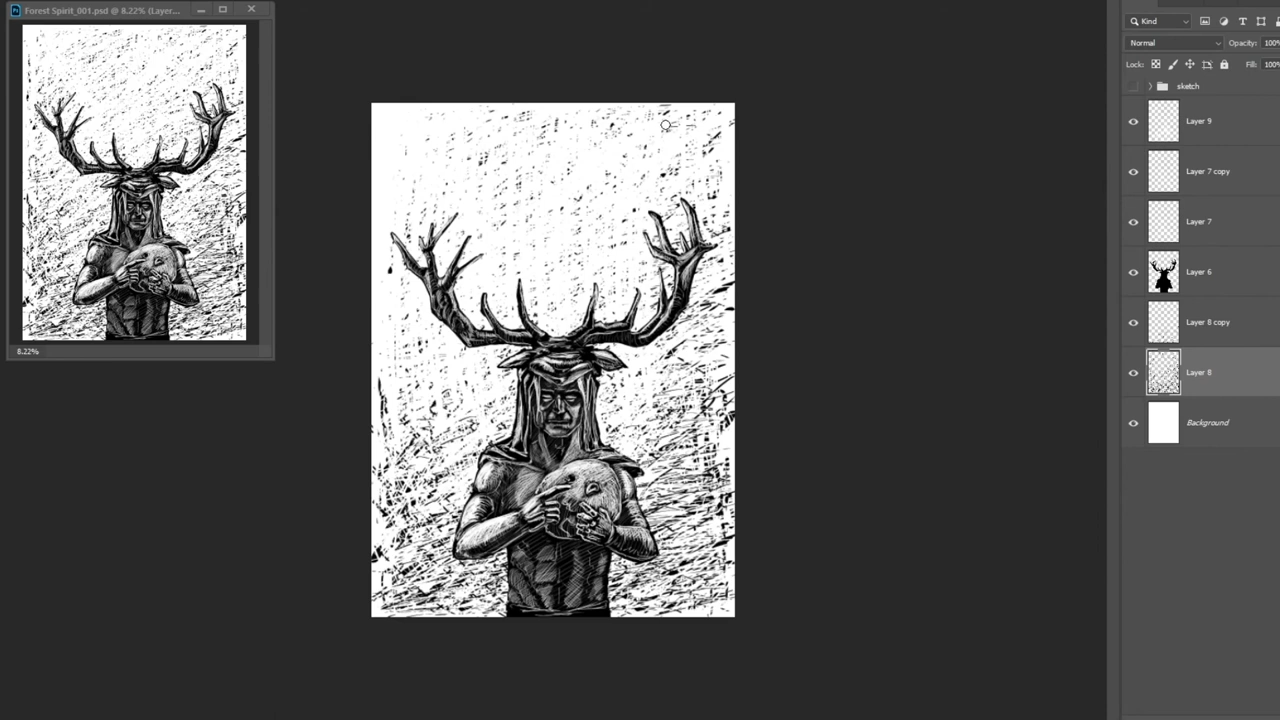 Forest Spirit_001.psd @ 8.22% (Layer...
8.22%
Kind
Normal Opacity: 100%
Lock: Fill: 100%
sketch
Layer 9
Layer 7 copy
Layer 7
Layer 6
Layer 8 copy
Layer 8
Background